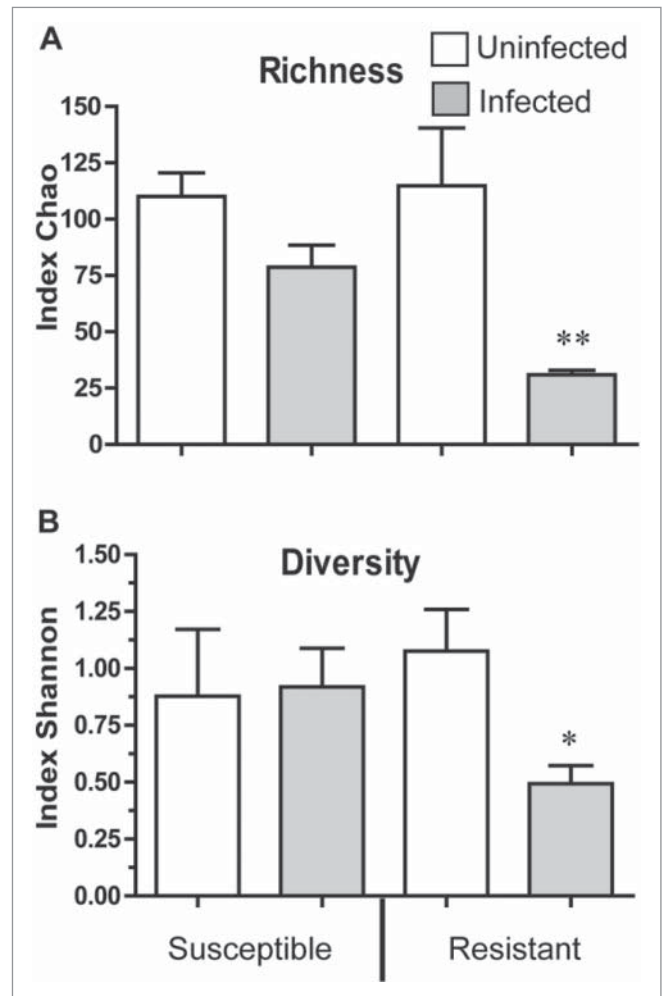 A
Richness
Uninfected
Infected
Index Chao
150
125
100
75
50
25
0
**
B
Diversity
Index Shannon
1.50
1.25
1.00
0.75
0.50
0.25
0.00
*
Susceptible
Resistant